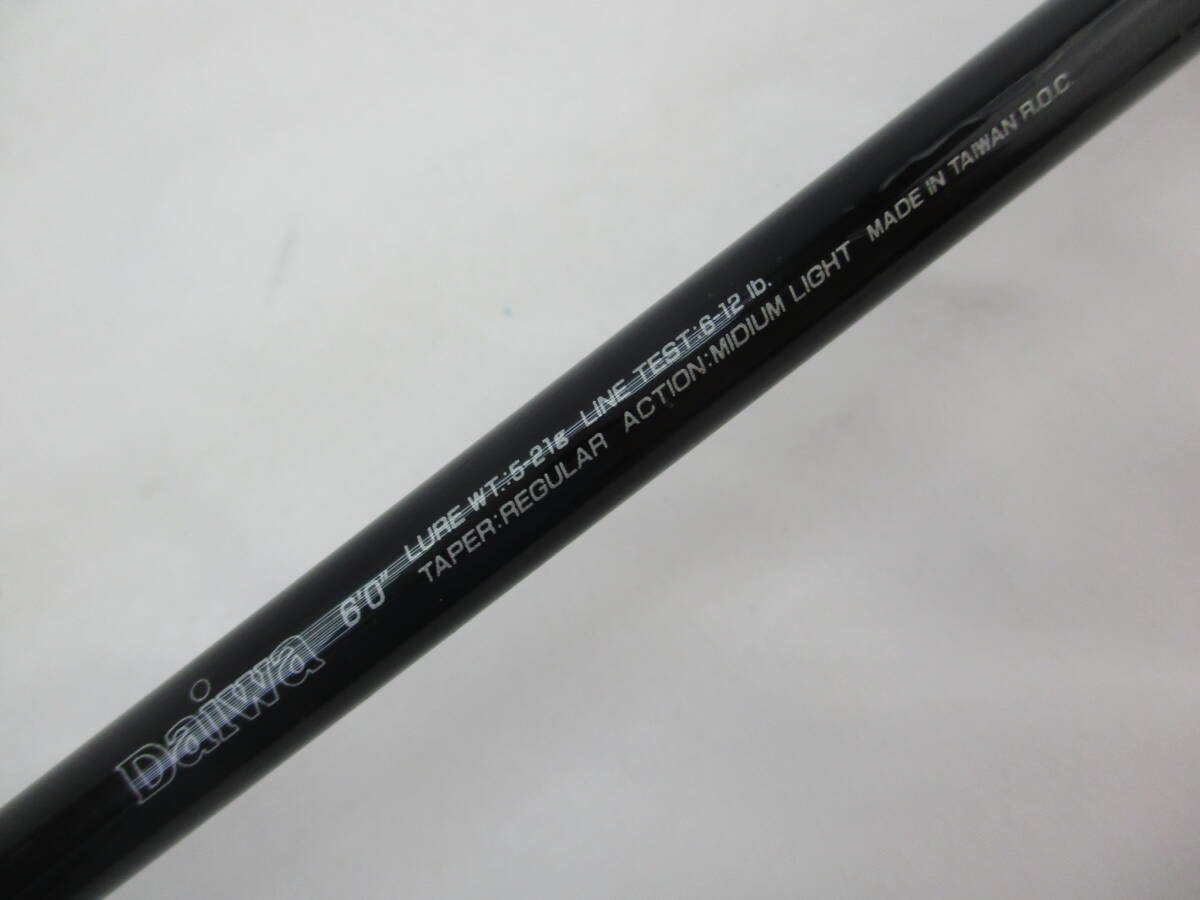 Daiwa 6'0" LURE WT.:5-21g LINE TEST:6-12 lb.
TAPER:REGULAR ACTION:MIDIUM LIGHT MADE IN TAIWAN R.O.C